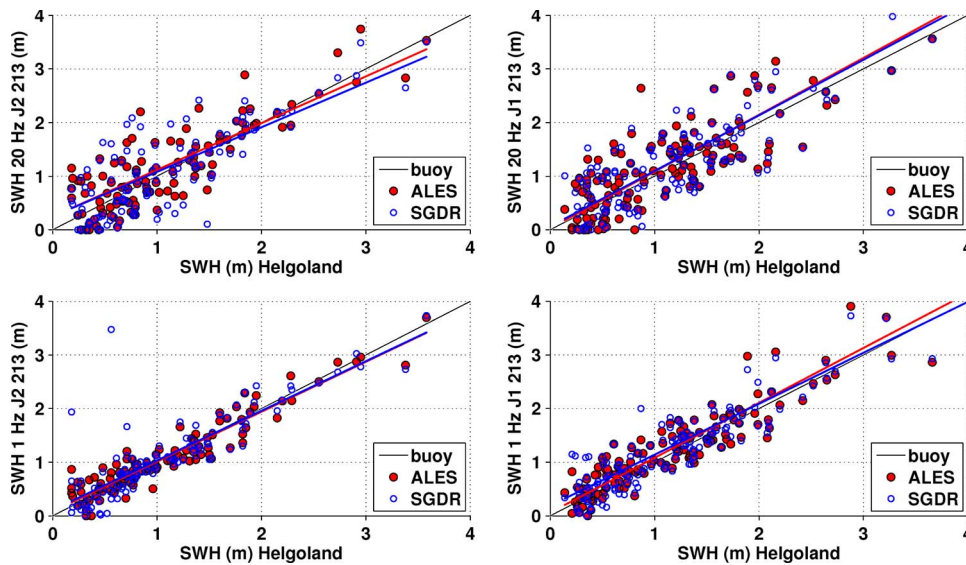 4
3
2
1
0
0 1 2 3 4
SWH 20 Hz J2 213 (m)
SWH (m) Helgoland
buoy
ALES
SGDR
4
3
2
1
0
0 1 2 3 4
SWH 20 Hz J1 213 (m)
SWH (m) Helgoland
buoy
ALES
SGDR
4
3
2
1
0
0 1 2 3 4
SWH 1 Hz J2 213 (m)
SWH (m) Helgoland
buoy
ALES
SGDR
4
3
2
1
0
0 1 2 3 4
SWH 1 Hz J1 213 (m)
SWH (m) Helgoland
buoy
ALES
SGDR